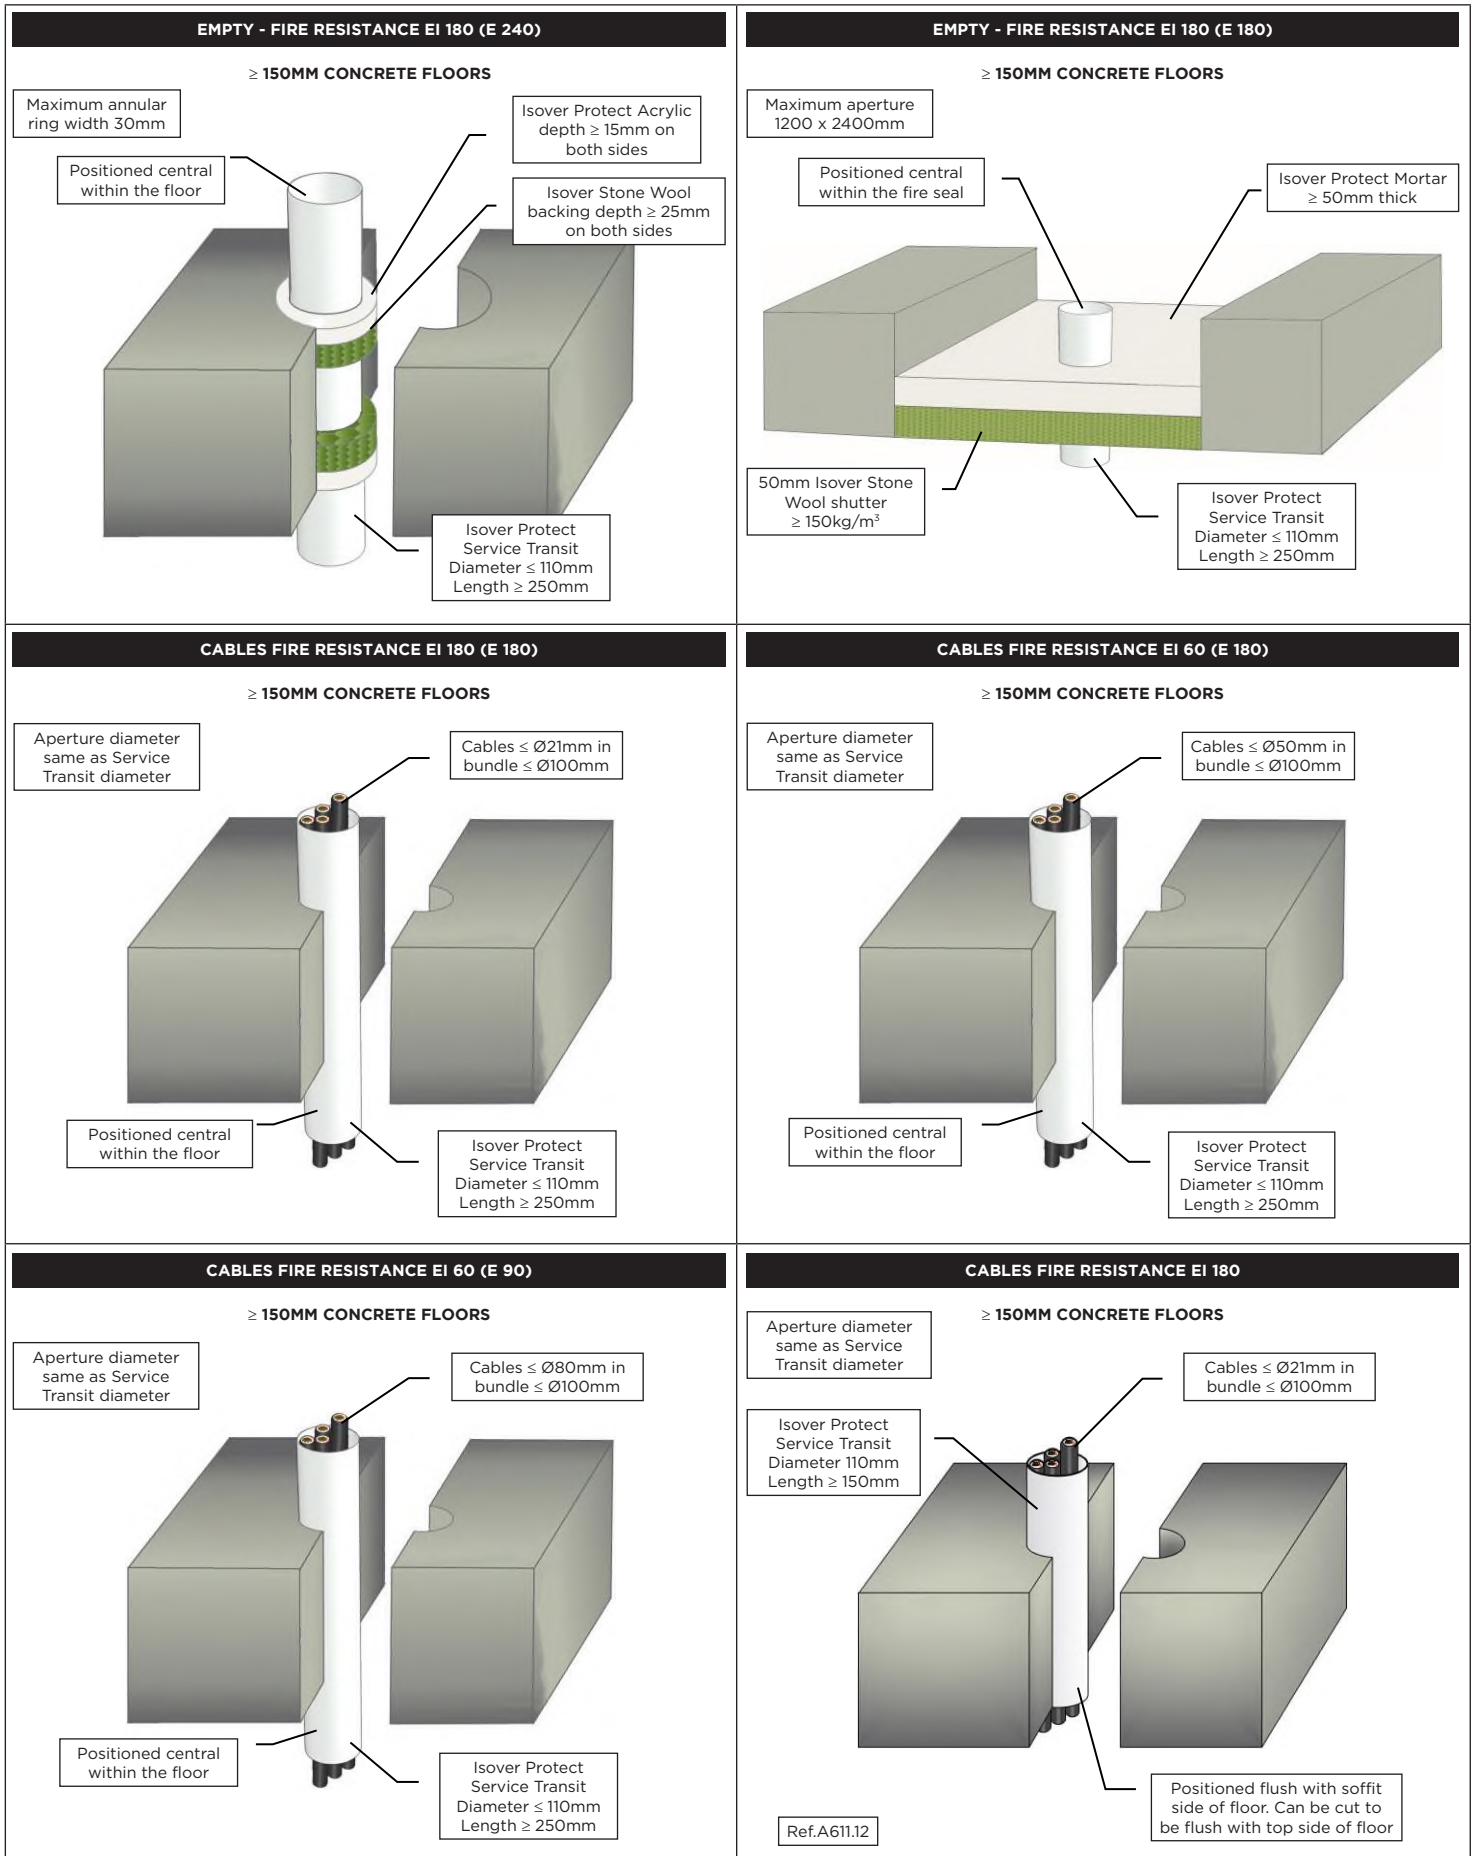 EMPTY - FIRE RESISTANCE EI 180 (E 240)
≥ 150MM CONCRETE FLOORS
Maximum annular
ring width 30mm
Isover Protect Acrylic
depth ≥ 15mm on
both sides
Positioned central
within the floor
Isover Stone Wool
backing depth ≥ 25mm
on both sides
Isover Protect
Service Transit
Diameter ≤ 110mm
Length ≥ 250mm
EMPTY - FIRE RESISTANCE EI 180 (E 180)
≥ 150MM CONCRETE FLOORS
Maximum aperture
1200 x 2400mm
Positioned central
within the fire seal
Isover Protect Mortar
≥ 50mm thick
50mm Isover Stone
Wool shutter
≥ 150kg/m³
Isover Protect
Service Transit
Diameter ≤ 110mm
Length ≥ 250mm
CABLES FIRE RESISTANCE EI 180 (E 180)
≥ 150MM CONCRETE FLOORS
Aperture diameter
same as Service
Transit diameter
Cables ≤ Ø21mm in
bundle ≤ Ø100mm
Positioned central
within the floor
Isover Protect
Service Transit
Diameter ≤ 110mm
Length ≥ 250mm
CABLES FIRE RESISTANCE EI 60 (E 180)
≥ 150MM CONCRETE FLOORS
Aperture diameter
same as Service
Transit diameter
Cables ≤ Ø50mm in
bundle ≤ Ø100mm
Positioned central
within the floor
Isover Protect
Service Transit
Diameter ≤ 110mm
Length ≥ 250mm
CABLES FIRE RESISTANCE EI 60 (E 90)
≥ 150MM CONCRETE FLOORS
Aperture diameter
same as Service
Transit diameter
Cables ≤ Ø80mm in
bundle ≤ Ø100mm
Positioned central
within the floor
Isover Protect
Service Transit
Diameter ≤ 110mm
Length ≥ 250mm
CABLES FIRE RESISTANCE EI 180
≥ 150MM CONCRETE FLOORS
Aperture diameter
same as Service
Transit diameter
Cables ≤ Ø21mm in
bundle ≤ Ø100mm
Isover Protect
Service Transit
Diameter 110mm
Length ≥ 150mm
Positioned flush with soffit
side of floor. Can be cut to
be flush with top side of floor
Ref.A611.12